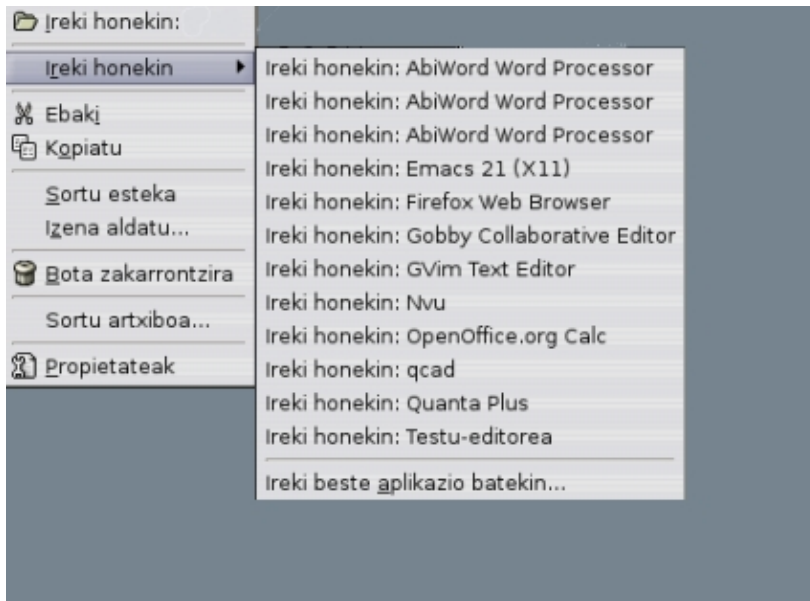 Ireki honekin:
Ireki honekin
Ebaki
Kopiatu
Sortu esteka
Izena aldatu...
Bota zakarrontzira
Sortu artxiboa...
Propietateak
Ireki honekin: AbiWord Word Processor
Ireki honekin: AbiWord Word Processor
Ireki honekin: AbiWord Word Processor
Ireki honekin: Emacs 21 (X11)
Ireki honekin: Firefox Web Browser
Ireki honekin: Gobby Collaborative Editor
Ireki honekin: GVim Text Editor
Ireki honekin: Nvu
Ireki honekin: OpenOffice.org Calc
Ireki honekin: qcad
Ireki honekin: Quanta Plus
Ireki honekin: Testu-editorea
Ireki beste aplikazio batekin...